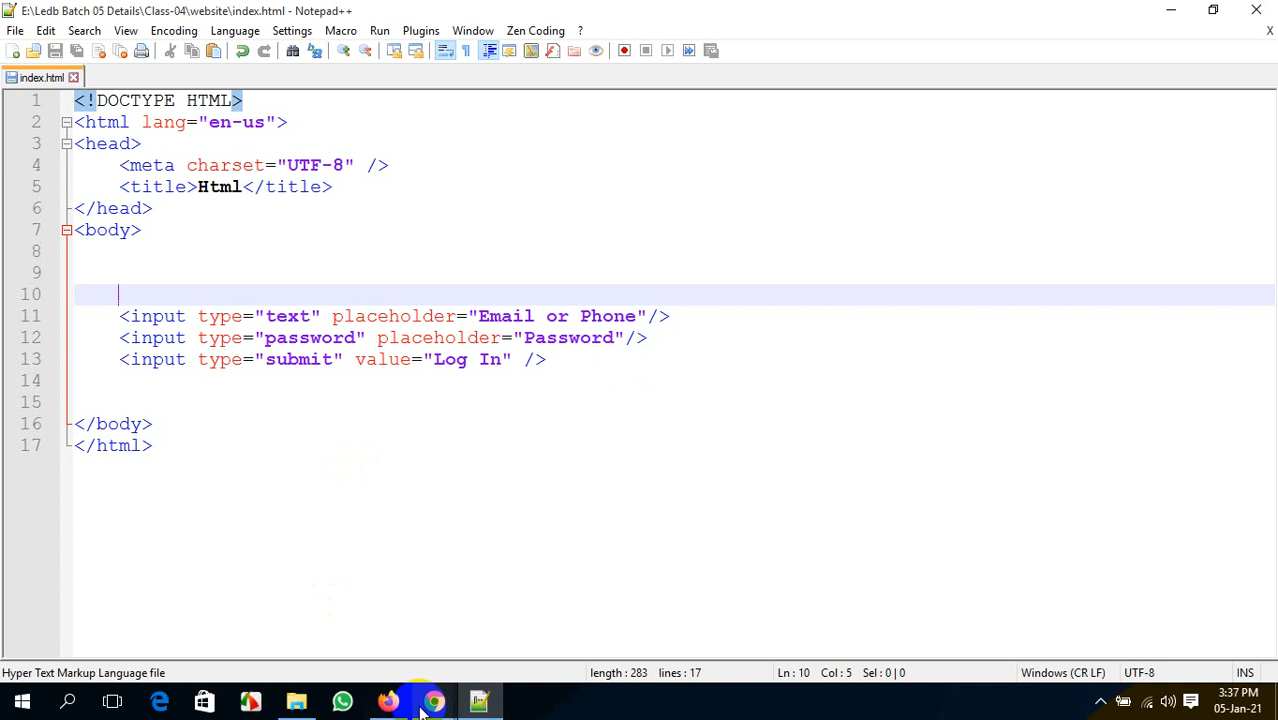 E:\Ledb Batch 05 Details\Class-04\website\index.html - Notepad++
File Edit Search View Encoding Language Settings Macro Run Plugins Window Zen Coding ? X
index.html
1 <!DOCTYPE HTML>
2 <html lang="en-us">
3 <head>
4 <meta charset="UTF-8" />
5 <title>Html</title>
6 </head>
7 <body>
8
9
10
11 <input type="text" placeholder="Email or Phone"/>
12 <input type="password" placeholder="Password"/>
13 <input type="submit" value="Log In" />
14
15
16 </body>
17 </html>
Hyper Text Markup Language file length : 283 lines : 17 Ln : 10 Col : 5 Sel : 0 | 0 Windows (CR LF) UTF-8 INS
3:37 PM
05-Jan-21